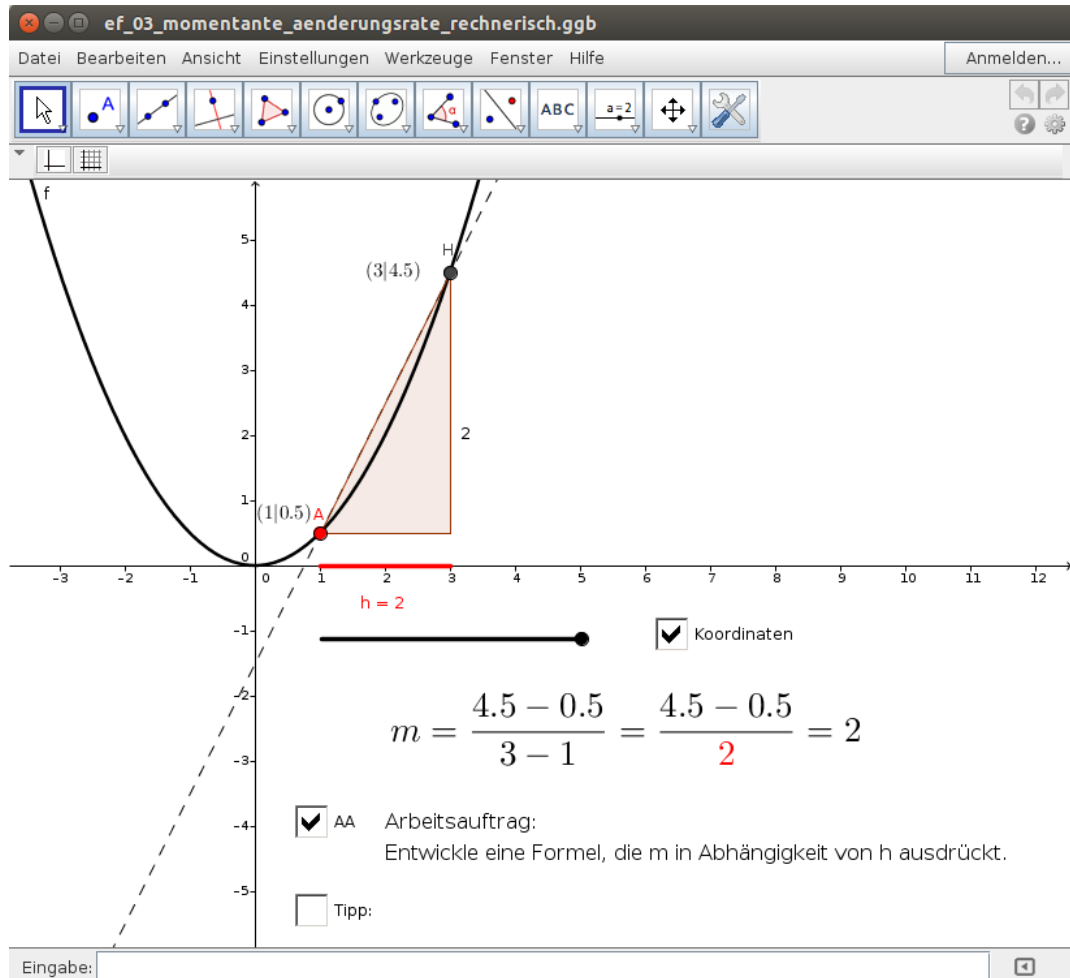 ef_03_momentante_aenderungsrate_rechnerisch.ggb
Datei Bearbeiten Ansicht Einstellungen Werkzeuge Fenster Hilfe Anmelden...
A α ABC a=2
f
5
H
(3|4.5)
4
3
2 2
1
(1|0.5) A
0
-3 -2 -1 0 1 2 3 4 5 6 7 8 9 10 11 12
h = 2
-1 Koordinaten
-2
m = (4.5 − 0.5)/(3 − 1) = (4.5 − 0.5)/2 = 2
-3
-4 AA Arbeitsauftrag:
Entwickle eine Formel, die m in Abhängigkeit von h ausdrückt.
-5 Tipp:
Eingabe: